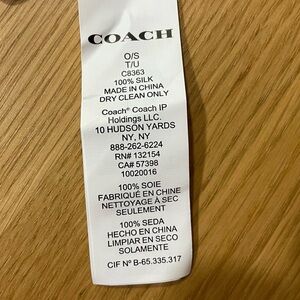 COACH
O/S
T/U
C8363
100% SILK
MADE IN CHINA
DRY CLEAN ONLY
Coach® Coach IP
Holdings LLC.
10 HUDSON YARDS
NY, NY
888-262-6224
RN# 132154
CA# 57398
10020016
100% SOIE
FABRIQUÉ EN CHINE
NETTOYAGE À SEC
SEULEMENT
100% SEDA
HECHO EN CHINA
LIMPIAR EN SECO
SOLAMENTE
CIF Nº B-65.335.317